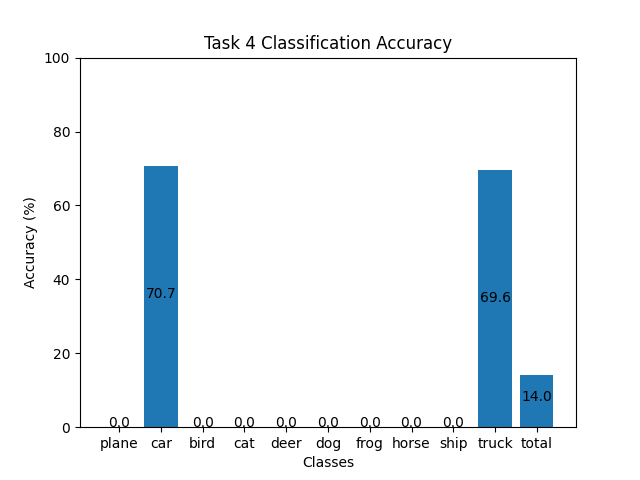 Task 4 Classification Accuracy
100
80
60
40
20
0
Accuracy (%)
0.0 70.7 0.0 0.0 0.0 0.0 0.0 0.0 0.0 69.6 14.0
plane car bird cat deer dog frog horse ship truck total
Classes